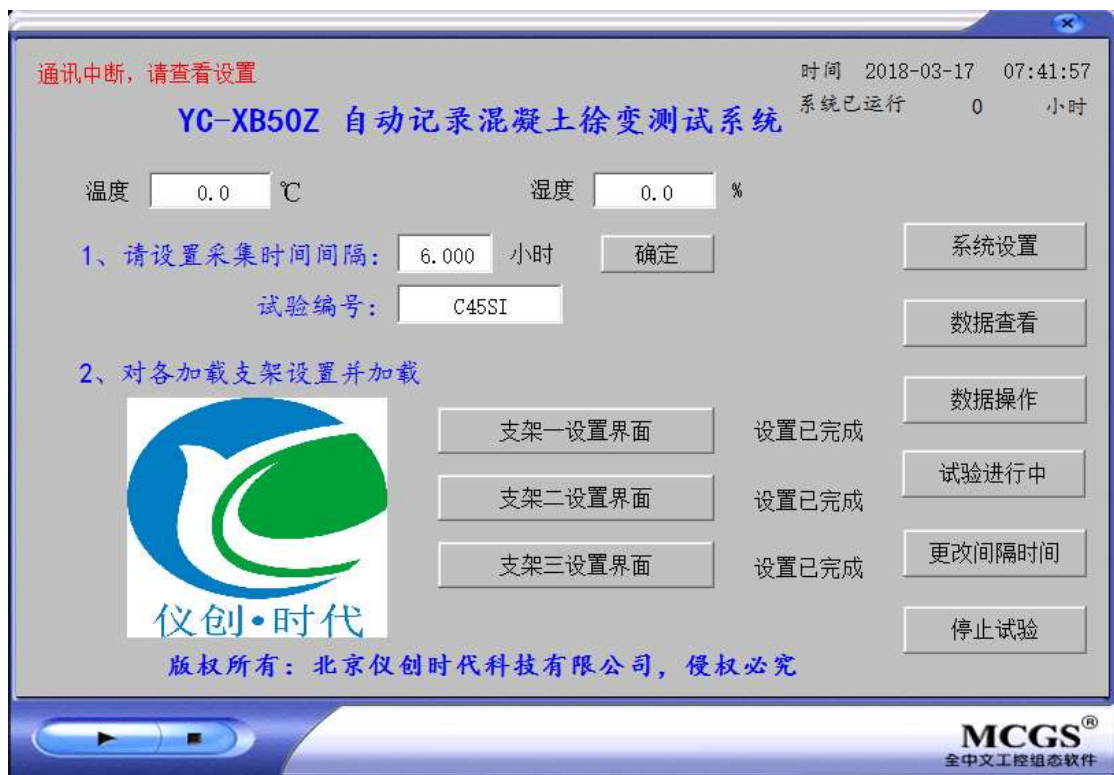 通讯中断，请查看设置
时间 2018-03-17 07:41:57
系统已运行 0 小时
YC-XB50Z 自动记录混凝土徐变测试系统
温度 0.0 ℃ 湿度 0.0 %
1、请设置采集时间间隔： 6.000 小时 确定
系统设置
试验编号： C45SI
数据查看
2、对各加载支架设置并加载
数据操作
支架一设置界面 设置已完成
试验进行中
支架二设置界面 设置已完成
更改间隔时间
支架三设置界面 设置已完成
仪创·时代
停止试验
版权所有：北京仪创时代科技有限公司，侵权必究
MCGS®
全中文工控组态软件